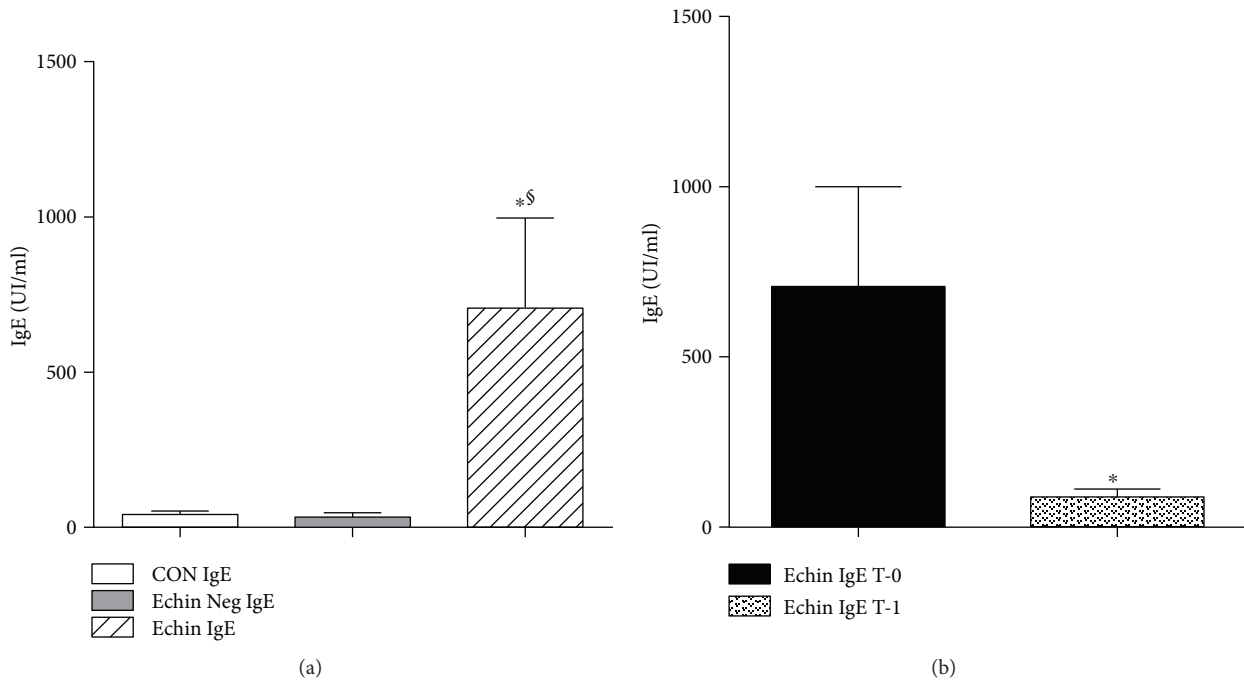 1500
1000
500
0
IgE (UI/ml)
*§
CON IgE
Echin Neg IgE
Echin IgE
(a)
1500
1000
500
0
IgE (UI/ml)
*
Echin IgE T-0
Echin IgE T-1
(b)